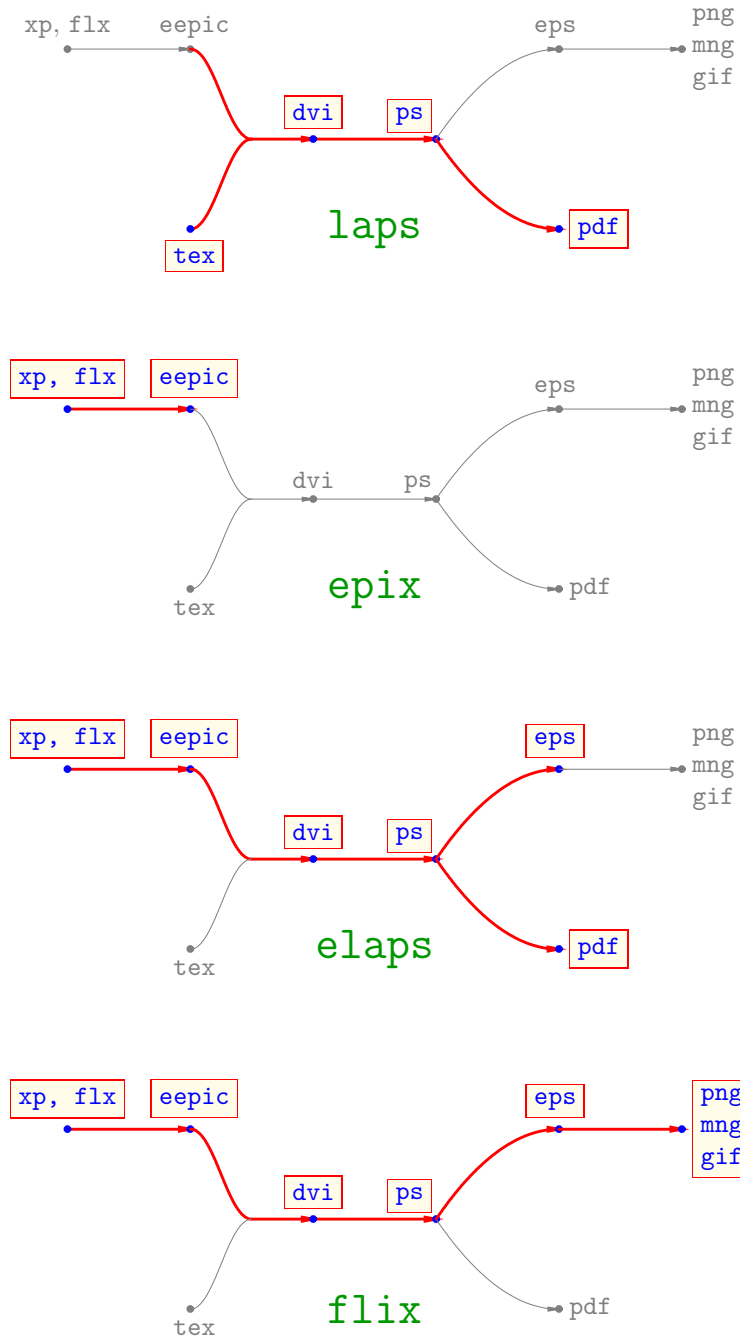 xp, flx
eepic
eps
png
mng
gif
dvi
ps
laps
pdf
tex
xp, flx
eepic
eps
png
mng
gif
dvi
ps
epix
pdf
tex
xp, flx
eepic
eps
png
mng
gif
dvi
ps
elaps
pdf
tex
xp, flx
eepic
eps
png
mng
gif
dvi
ps
flix
pdf
tex